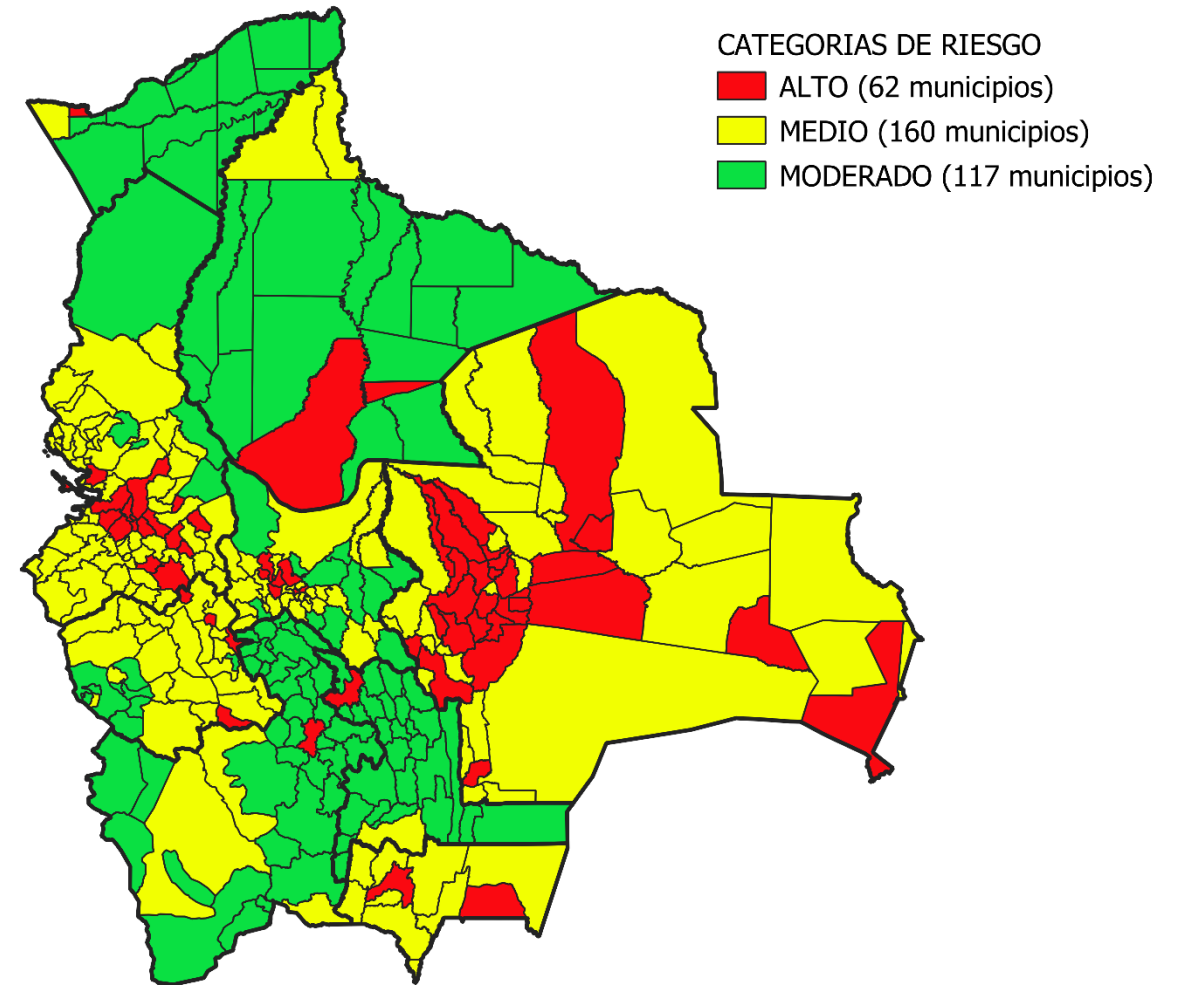 CATEGORIAS DE RIESGO
ALTO (62 municipios)
MEDIO (160 municipios)
MODERADO (117 municipios)